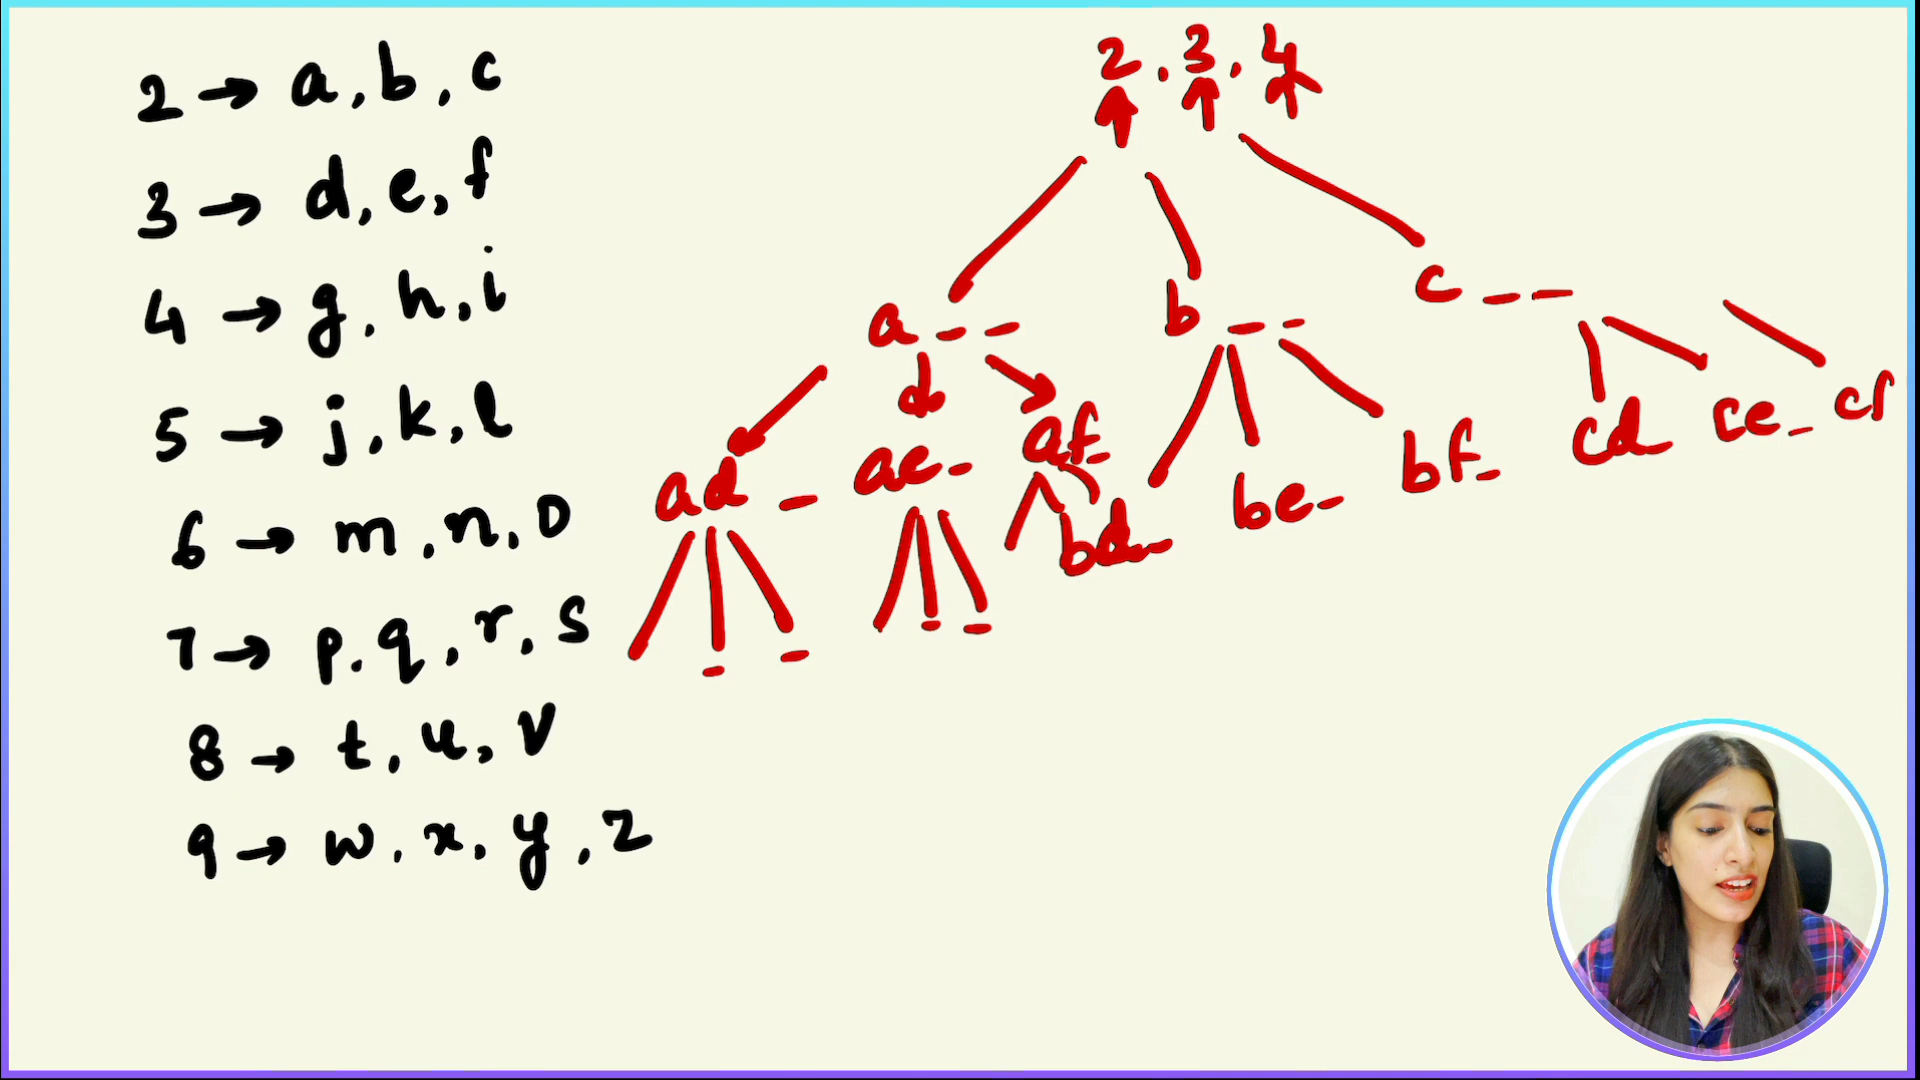 2 → a, b, c
3 → d, e, f
4 → g, h, i
5 → j, k, l
6 → m, n, o
7 → p, q, r, s
8 → t, u, v
9 → w, x, y, z
2, 3, 4
a _ _
b _ _
c _ _
ad _
ae _
af _
bd _
be _
bf _
cd _
ce _
cf